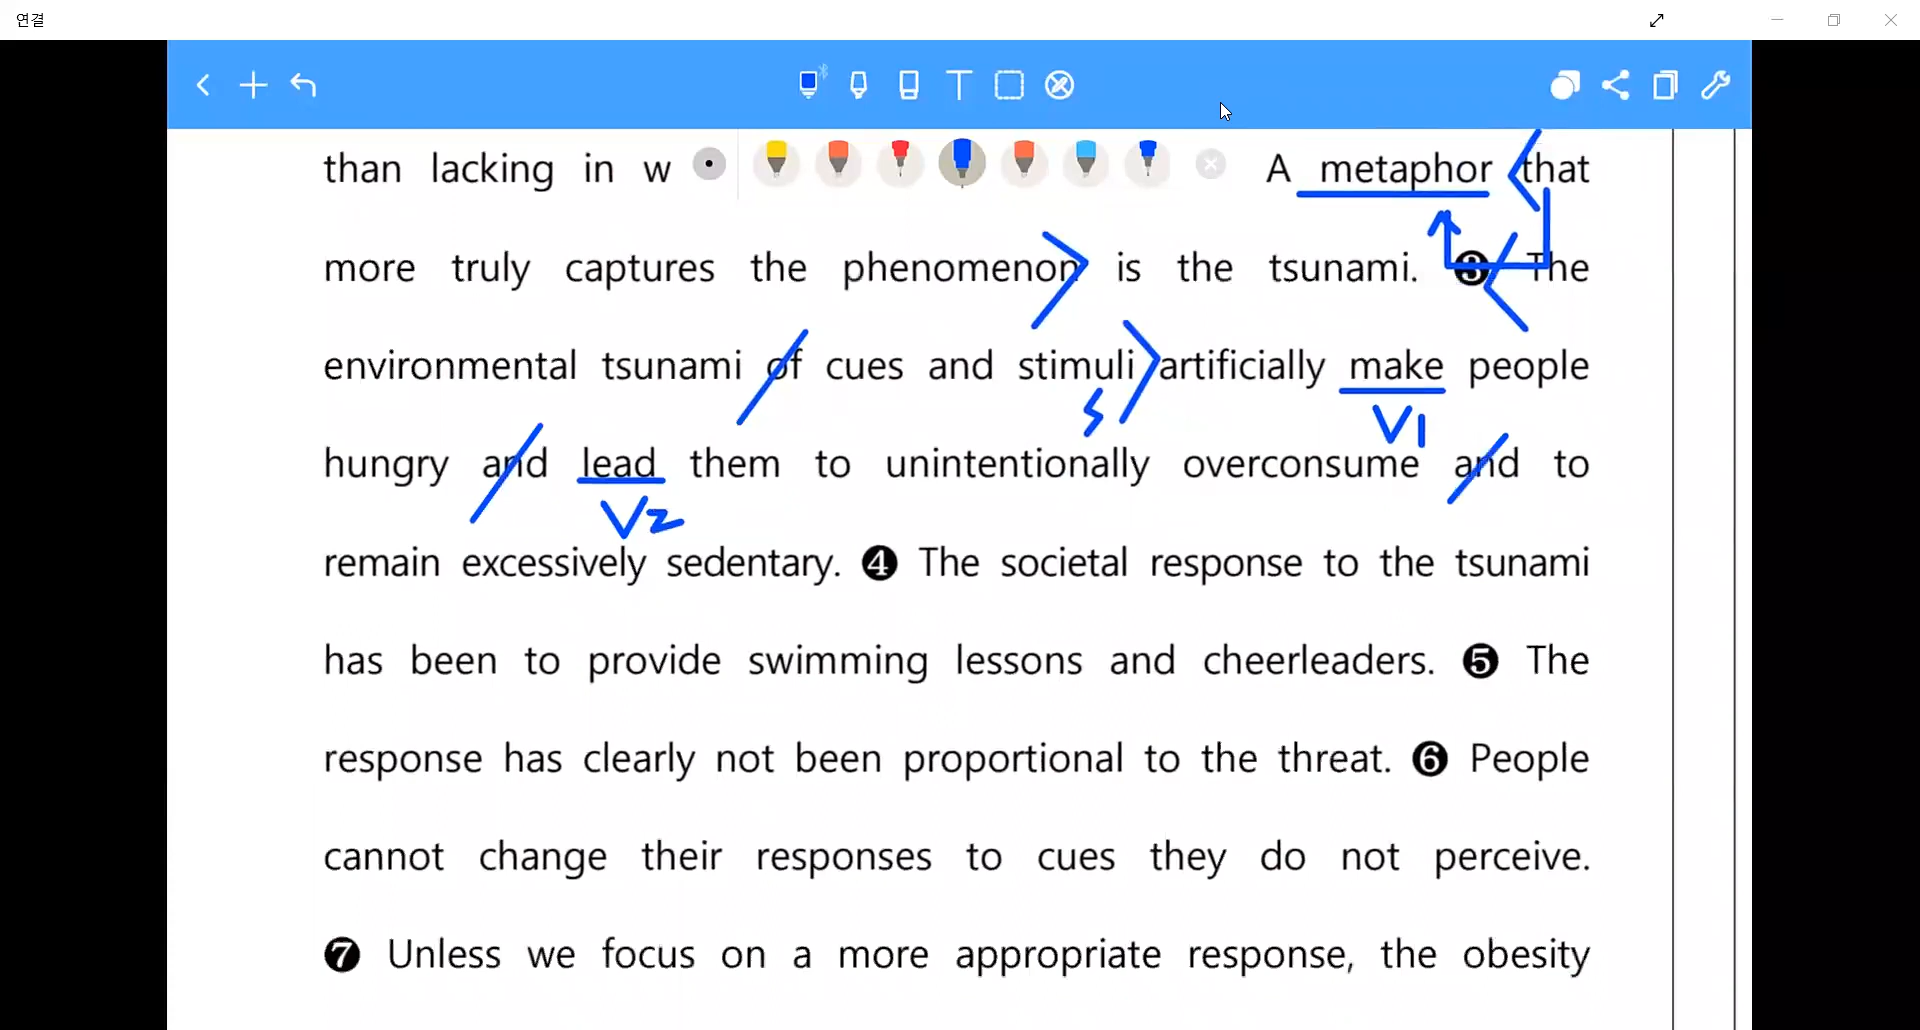 연결
than lacking in w A metaphor that
more truly captures the phenomenon is the tsunami. ❸ The
environmental tsunami of cues and stimuli artificially make people
S V1
hungry and lead them to unintentionally overconsume and to
V2
remain excessively sedentary. ❹ The societal response to the tsunami
has been to provide swimming lessons and cheerleaders. ❺ The
response has clearly not been proportional to the threat. ❻ People
cannot change their responses to cues they do not perceive.
❼ Unless we focus on a more appropriate response, the obesity